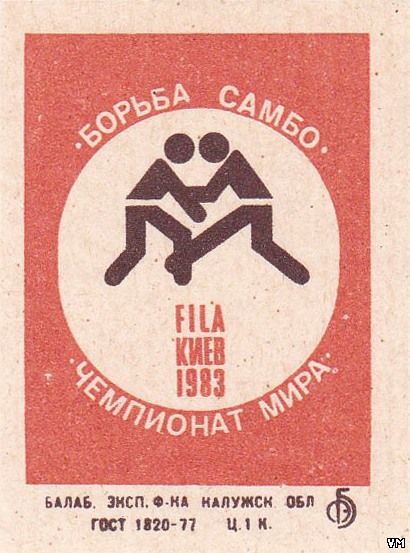 ·БОРЬБА САМБО·
FILA
КИЕВ
1983
·ЧЕМПИОНАТ МИРА·
БАЛАБ. ЭКСП. Ф-КА КАЛУЖСК. ОБЛ
ГОСТ 1820-77 Ц. 1 К.
VM